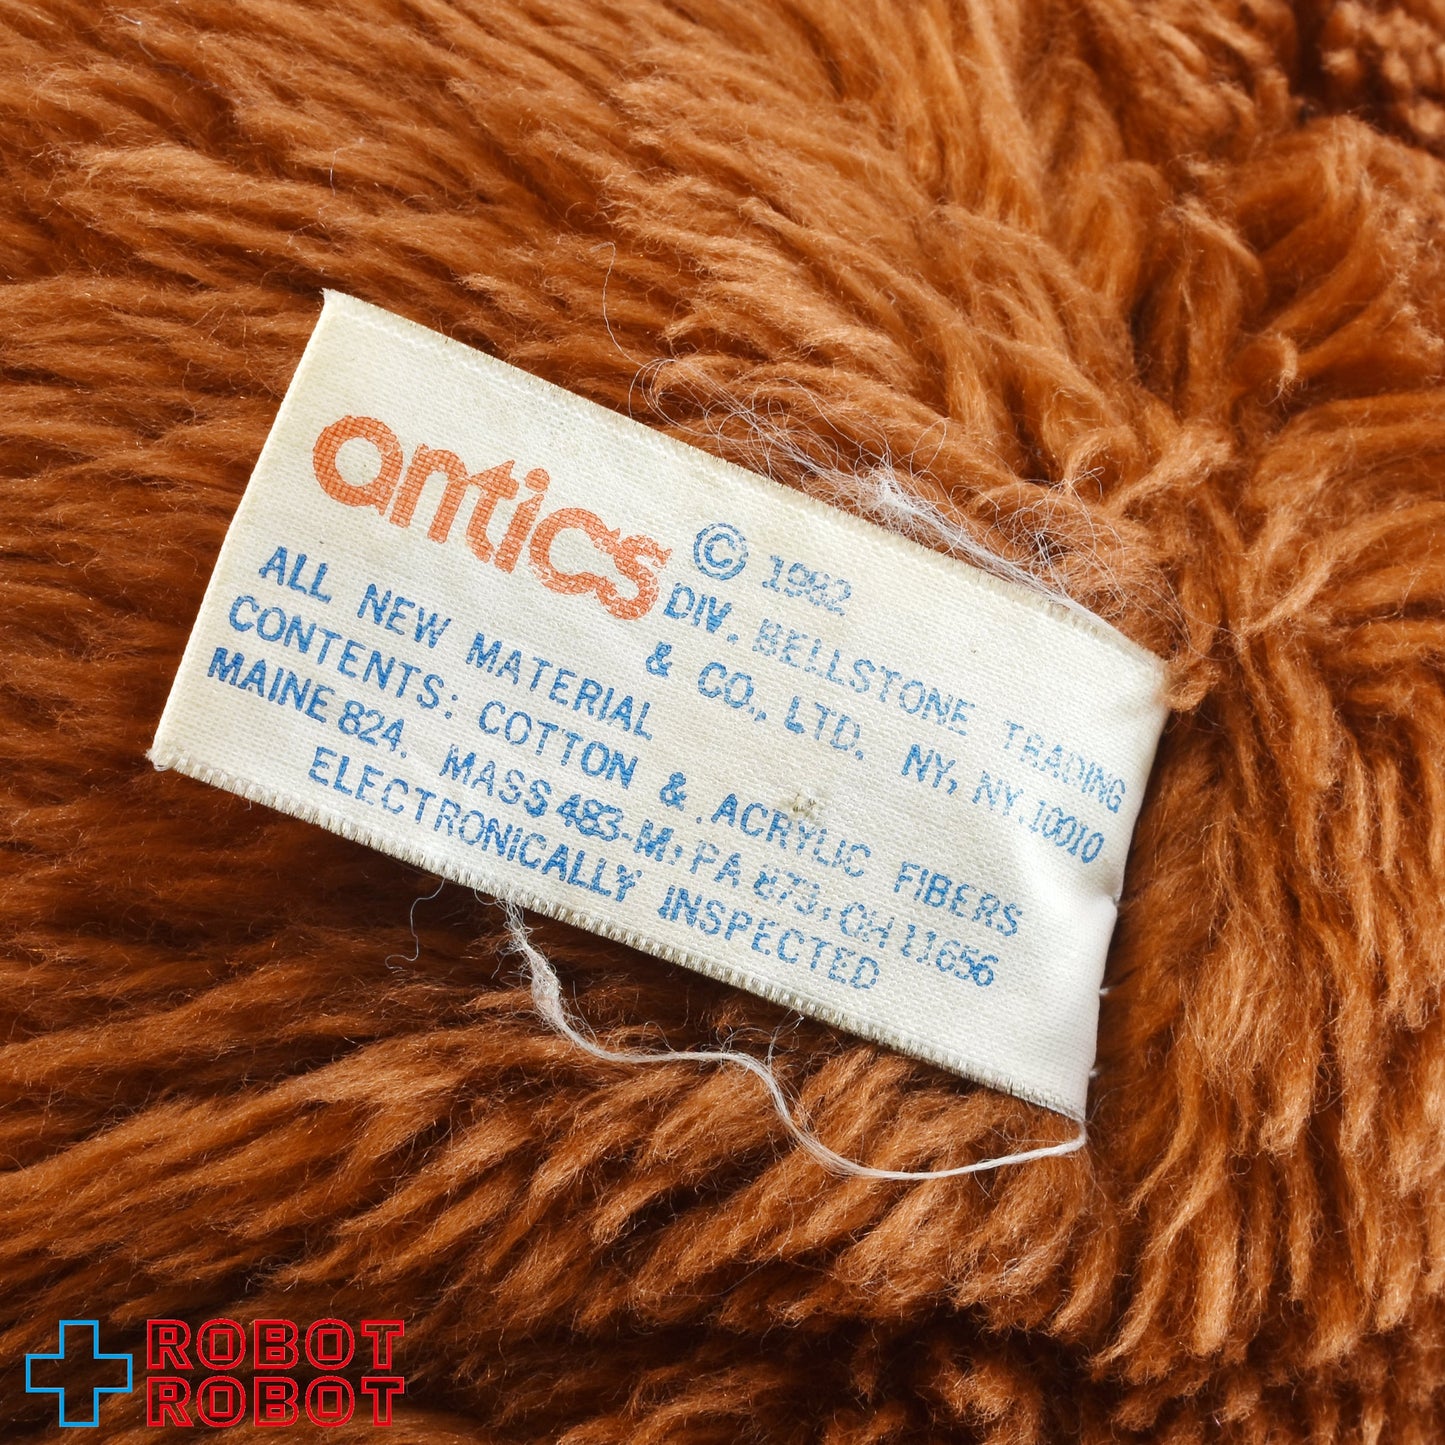 antics © 1982
DIV. BELLSTONE TRADING
& CO., LTD. NY, NY. 10010
ALL NEW MATERIAL
CONTENTS: COTTON & ACRYLIC FIBERS
MAINE 824. MASS 483-M, PA 873, OH 11656
ELECTRONICALLY INSPECTED
ROBOT
ROBOT